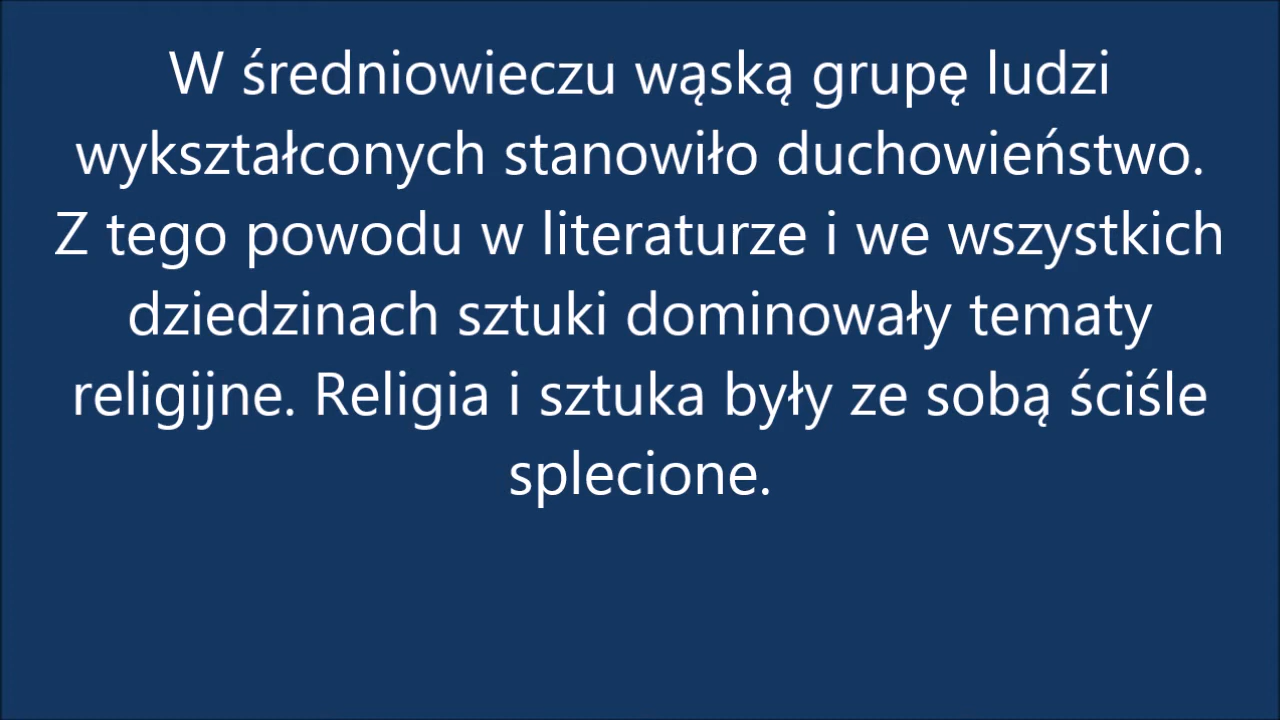 W średniowieczu wąską grupę ludzi
wykształconych stanowiło duchowieństwo.
Z tego powodu w literaturze i we wszystkich
dziedzinach sztuki dominowały tematy
religijne. Religia i sztuka były ze sobą ściśle
splecione.